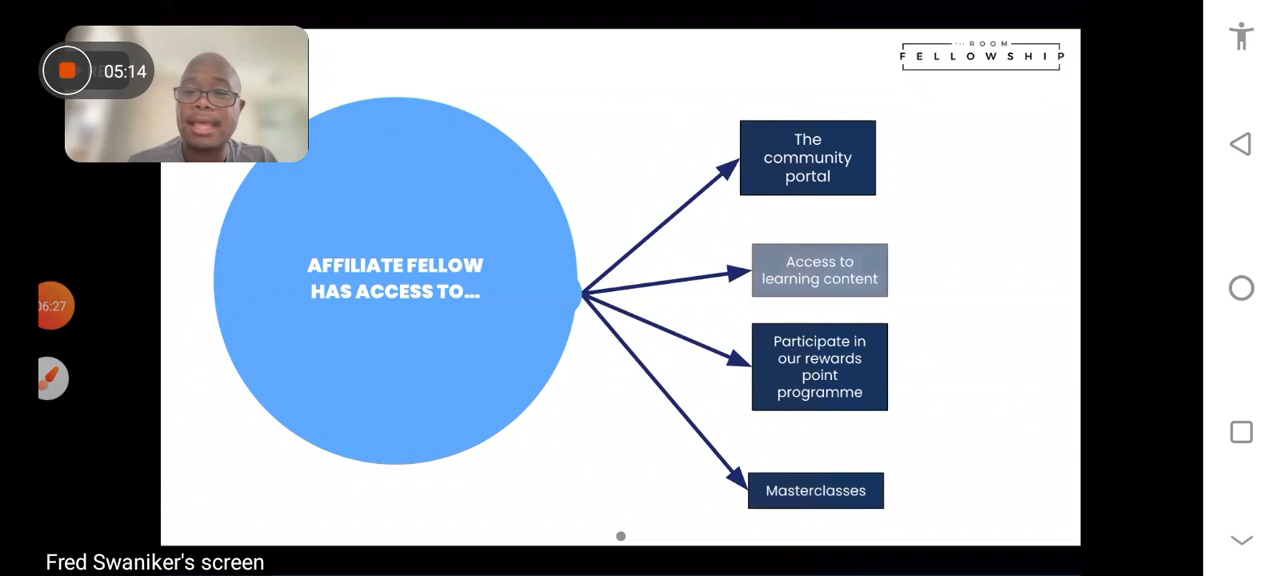 ROOM
FELLOWSHIP
05:14
The
community
portal
Access to
learning content
AFFILIATE FELLOW
HAS ACCESS TO...
06:27
Participate in
our rewards
point
programme
Masterclasses
Fred Swaniker's screen